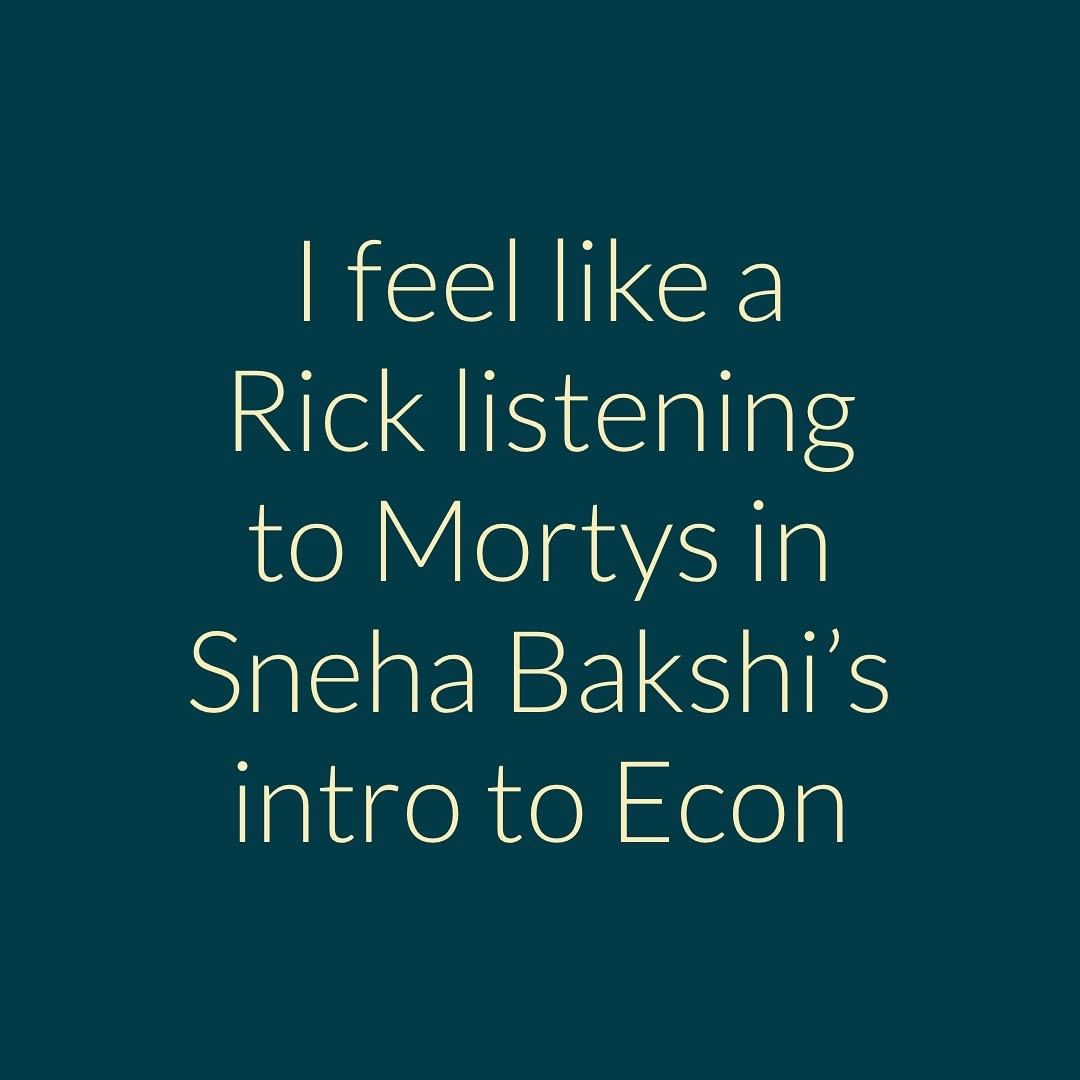 I feel like a
Rick listening
to Mortys in
Sneha Bakshi’s
intro to Econ